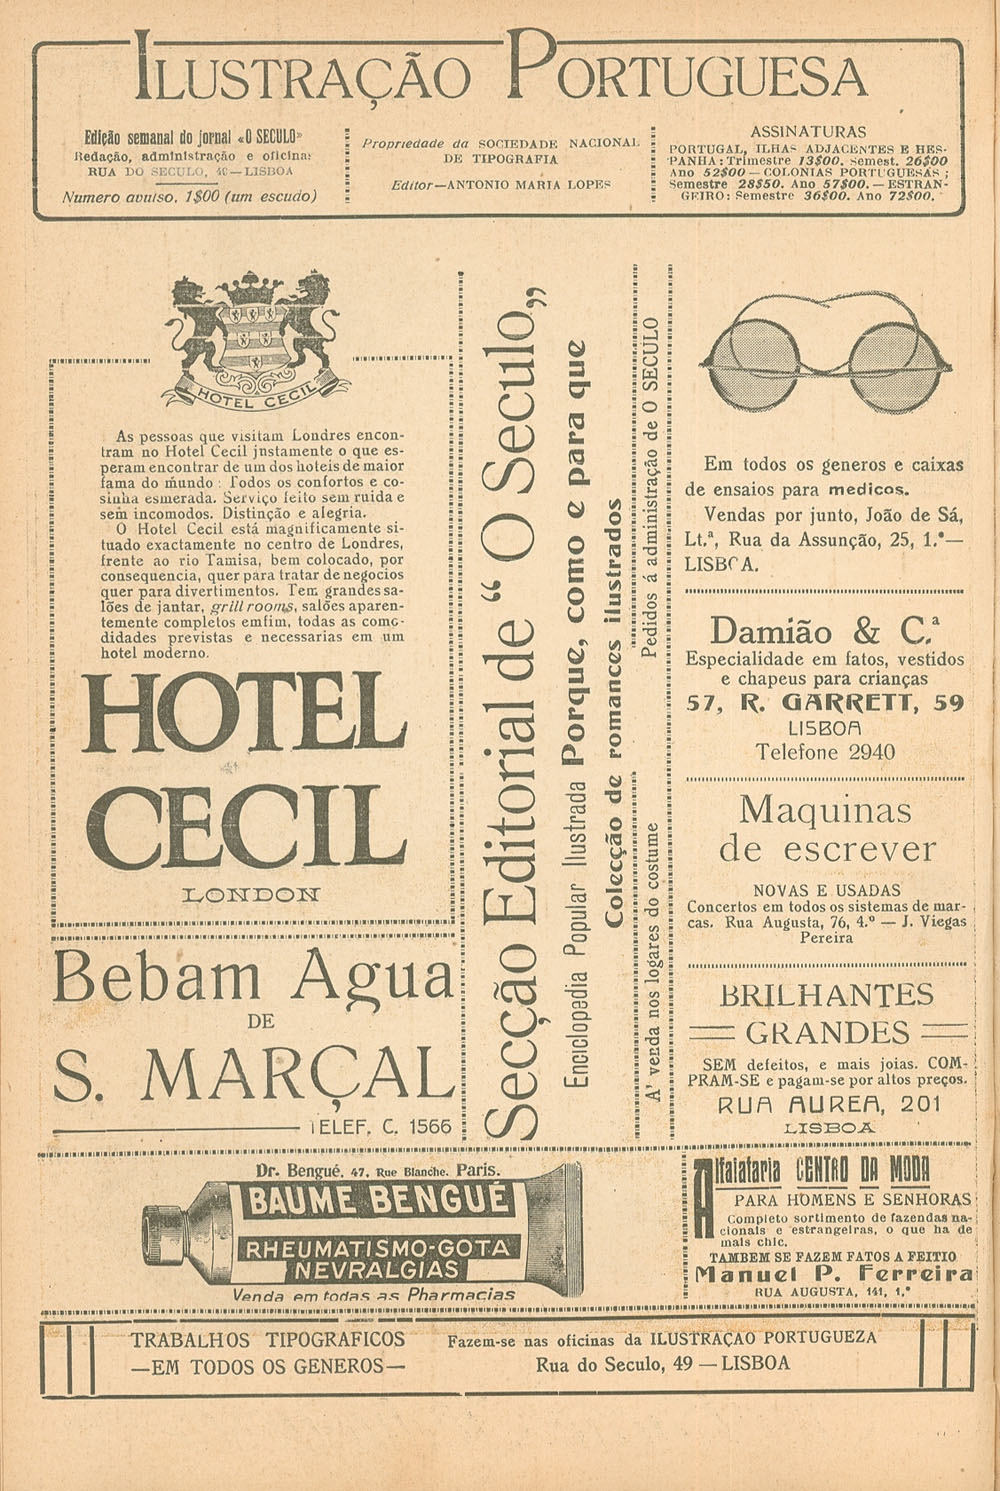 ILUSTRAÇÃO PORTUGUESA
Edição semanal do jornal «O SECULO»
Redação, administração e oficina:
RUA DO SECULO, 49—LISBOA
Numero avulso, 1$00 (um escudo)
Propriedade da SOCIEDADE NACIONAL
DE TIPOGRAFIA
Editor—ANTONIO MARIA LOPES
ASSINATURAS
PORTUGAL, ILHAS ADJACENTES E HES-
PANHA: Trimestre 13$00. Semest. 26$00
Ano 52$00—COLONIAS PORTUGUESAS;
Semestre 28$50. Ano 57$00.—ESTRAN-
GEIRO: Semestre 36$00. Ano 72$00.
HOTEL CECIL
As pessoas que visitam Londres encon-
tram no Hotel Cecil jnstamente o que es-
peram encontrar de um dos hoteis de maior
fama do mundo: Todos os confortos e co-
sinha esmerada. Serviço feito sem ruida e
sem incomodos. Distinção e alegria.
O Hotel Cecil está magnificamente si-
tuado exactamente no centro de Londres,
frente ao rio Tamisa, bem colocado, por
consequencia, quer para tratar de negocios
quer para divertimentos. Tem grandes sa-
lões de jantar, grill rooms, salões aparen-
temente completos emfim, todas as como-
didades previstas e necessarias em um
hotel moderno.
HOTEL
CECIL
LONDON
Bebam Agua
DE
S. MARÇAL
TELEF. C. 1566
Secção Editorial de “O Seculo„
Enciclopedia Popular Ilustrada Porque, como e para que
Colecção de romances ilustrados
A' venda nos logares do costume
Pedidos á administração de O SECULO
Em todos os generos e caixas
de ensaios para medicos.
Vendas por junto, João de Sá,
Lt.ª, Rua da Assunção, 25, 1.º—
LISBOA.
Damião & C.ª
Especialidade em fatos, vestidos
e chapeus para crianças
57, R. GARRETT, 59
LISBOA
Telefone 2940
Maquinas
de escrever
NOVAS E USADAS
Concertos em todos os sistemas de mar-
cas. Rua Augusta, 76, 4.º — J. Viegas
Pereira
BRILHANTES
GRANDES
SEM defeitos, e mais joias. COM-
PRAM-SE e pagam-se por altos preços.
RUA AUREA, 201
LISBOA
Dr. Bengué, 47, Rue Blanche, Paris.
BAUME BENGUÉ
RHEUMATISMO-GOTA
NEVRALGIAS
Venda em todas as Pharmacias
Alfaiataria CENTRO DA MODA
PARA HOMENS E SENHORAS
Completo sortimento de fazendas na-
cionais e estrangeiras, o que ha de
mais chic.
TAMBEM SE FAZEM FATOS A FEITIO
Manuel P. Ferreira
RUA AUGUSTA, 141, 1.º
TRABALHOS TIPOGRAFICOS
—EM TODOS OS GENEROS—
Fazem-se nas oficinas da ILUSTRAÇAO PORTUGUEZA
Rua do Seculo, 49 — LISBOA